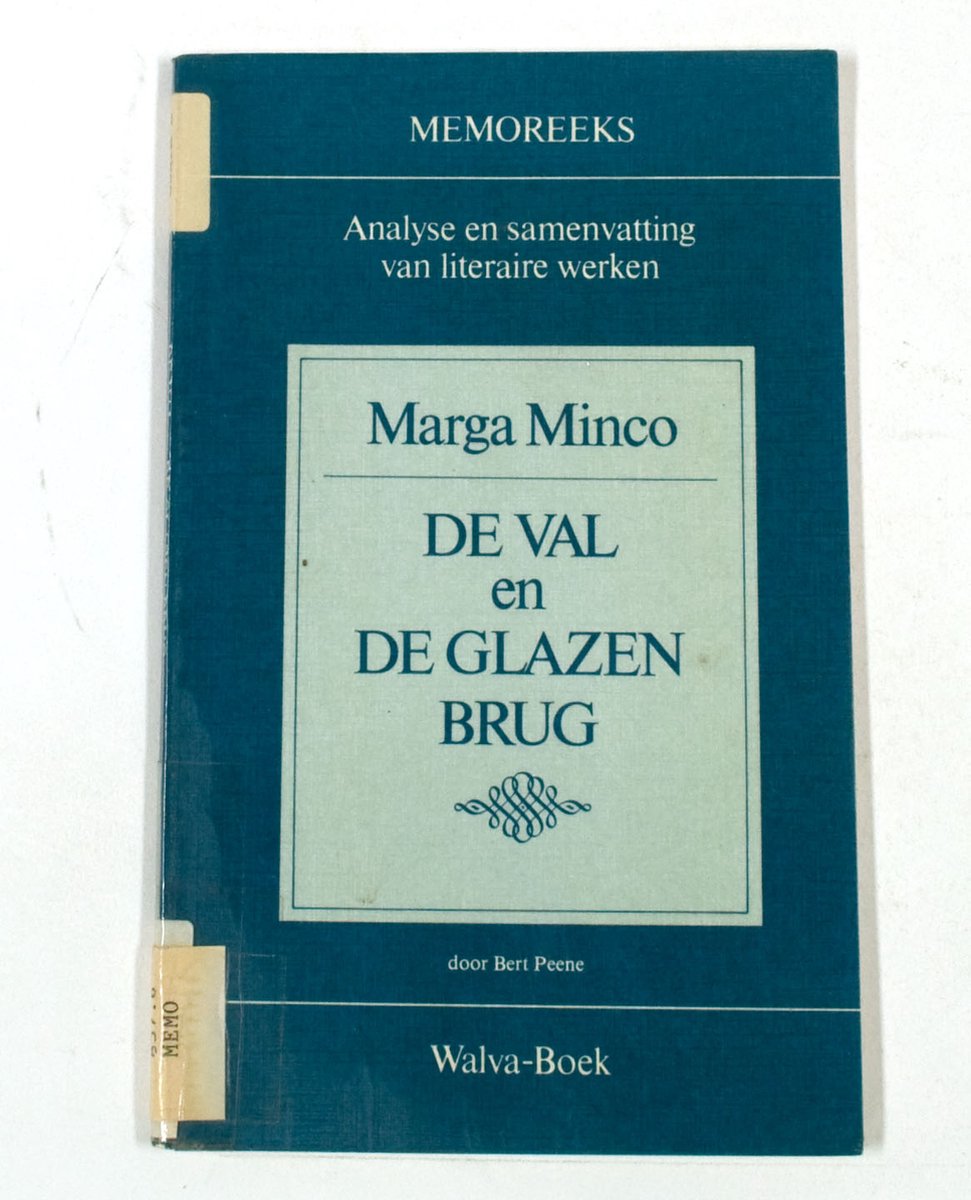 MEMOREEKS
Analyse en samenvatting
van literaire werken
Marga Minco
DE VAL
en
DE GLAZEN
BRUG
door Bert Peene
Walva-Boek
MEMO